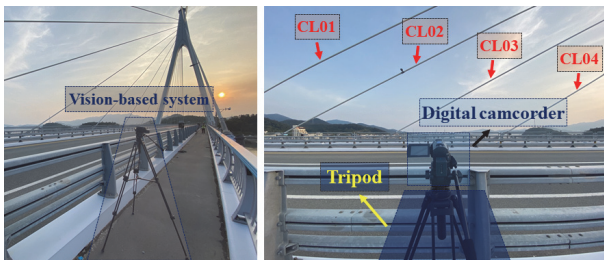 Vision-based system
CL01
CL02
CL03
CL04
Digital camcorder
Tripod